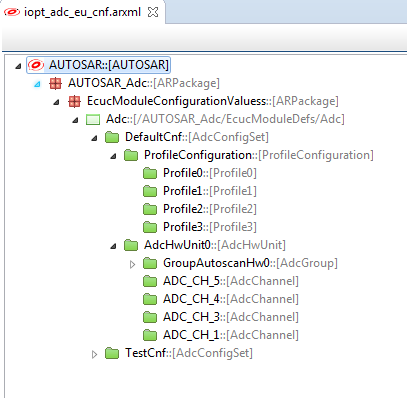 iopt_adc_eu_cnf.arxml
AUTOSAR::[AUTOSAR]
AUTOSAR_Adc::[ARPackage]
EcucModuleConfigurationValuess::[ARPackage]
Adc::[/AUTOSAR_Adc/EcucModuleDefs/Adc]
DefaultCnf::[AdcConfigSet]
ProfileConfiguration::[ProfileConfiguration]
Profile0::[Profile0]
Profile1::[Profile1]
Profile2::[Profile2]
Profile3::[Profile3]
AdcHwUnit0::[AdcHwUnit]
GroupAutoscanHw0::[AdcGroup]
ADC_CH_5::[AdcChannel]
ADC_CH_4::[AdcChannel]
ADC_CH_3::[AdcChannel]
ADC_CH_1::[AdcChannel]
TestCnf::[AdcConfigSet]